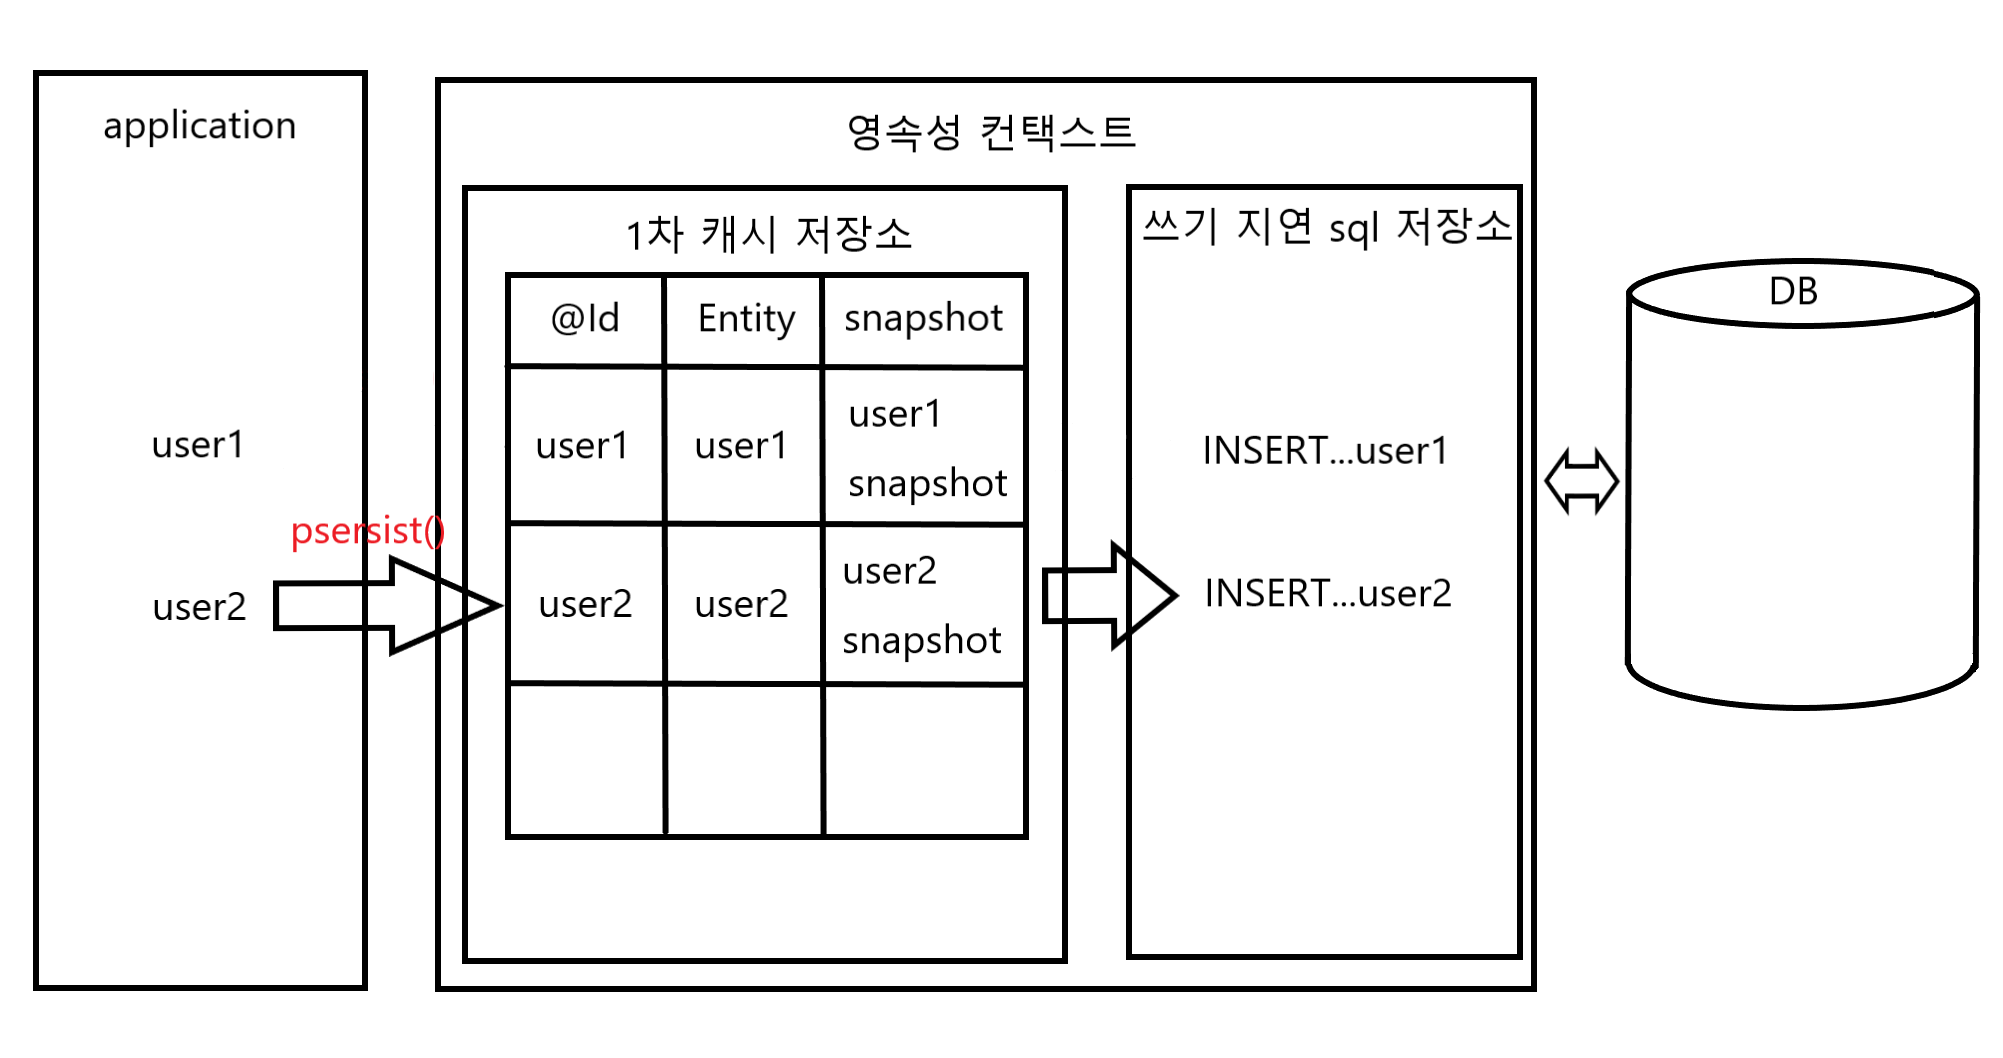 application
영속성 컨택스트
1차 캐시 저장소
쓰기 지연 sql 저장소
DB
@Id
Entity
snapshot
user1
user1
user1
user1
snapshot
INSERT...user1
psersist()
user2
user2
user2
user2
snapshot
INSERT...user2